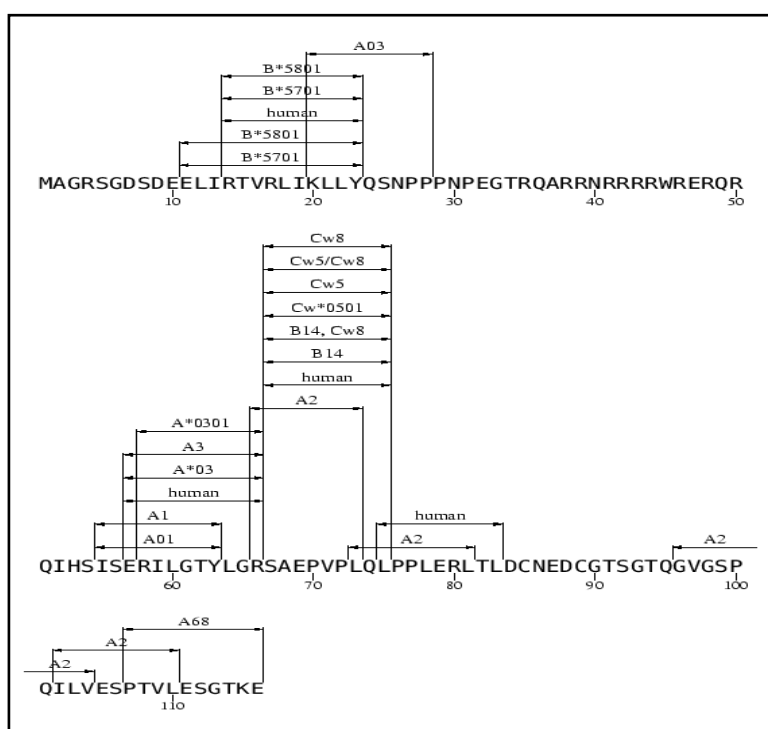 A03
B*5801
B*5701
human
B*5801
B*5701
MAGRSGDSDEELIRTVRLIKLLYQSNPPPNPEGTRQARRNRRRRWRERQR
10 20 30 40 50
Cw8
Cw5/Cw8
Cw5
Cw*0501
B14, Cw8
B14
human
A2
A*0301
A3
A*03
human
A1 human
A01 A2 A2
QIHSISERILGTYLGRSAEPVPLQLPPLERLTLDCNEDCGTSGTQGVGSP
60 70 80 90 100
A68
A2
A2
QILVESPTVLESGTKE
110